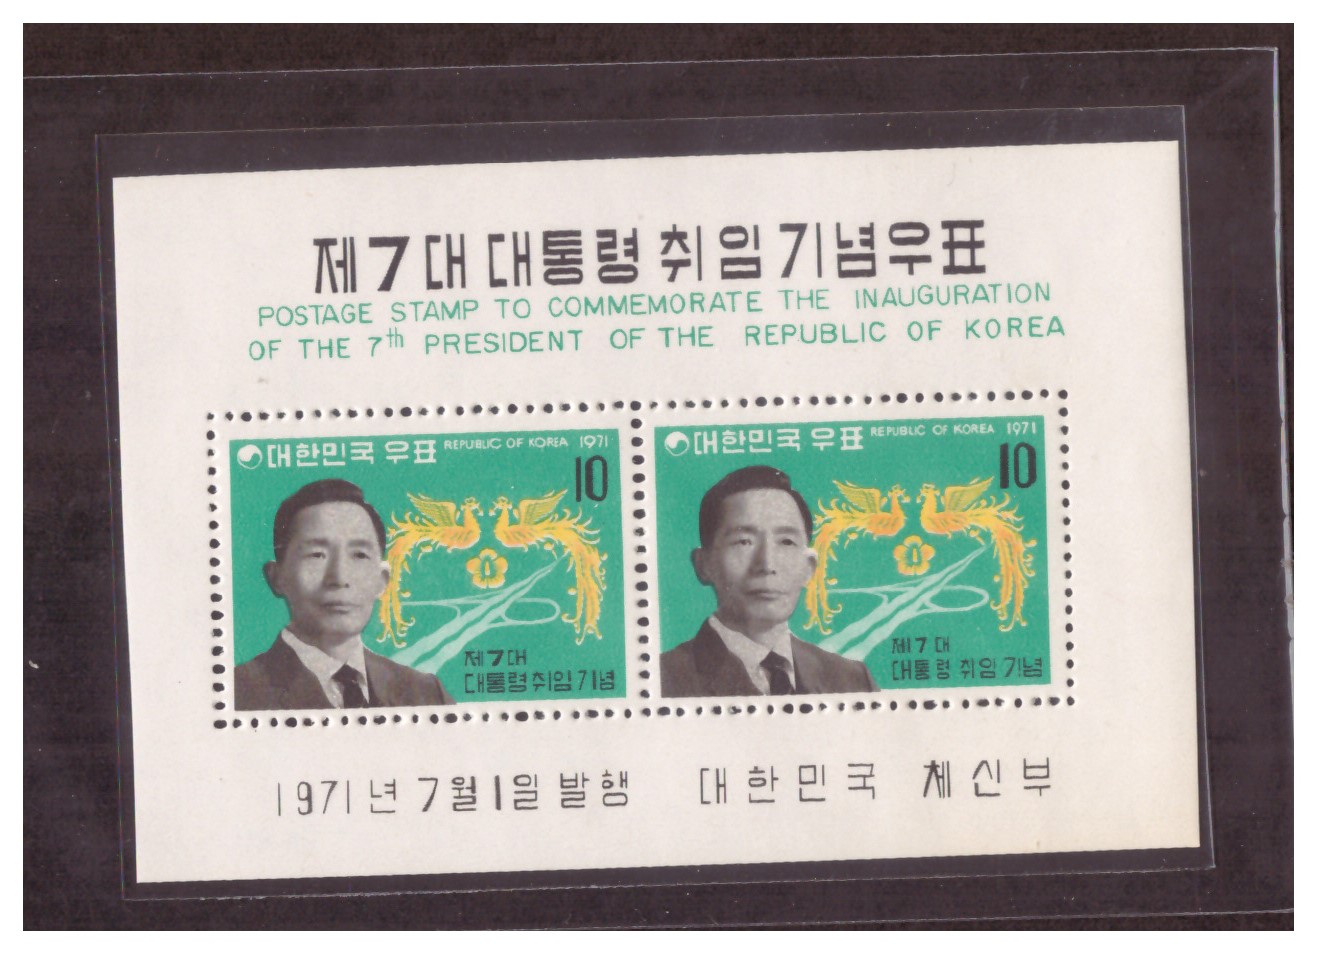 제7대 대통령 취임 기념우표
POSTAGE STAMP TO COMMEMORATE THE INAUGURATION
OF THE 7th PRESIDENT OF THE REPUBLIC OF KOREA
대한민국 우표 REPUBLIC OF KOREA 1971
10
제7대
대통령 취임 기념
대한민국 우표 REPUBLIC OF KOREA 1971
10
제7대
대통령 취임 기념
1971년 7월 1일 발행 대한민국 체신부